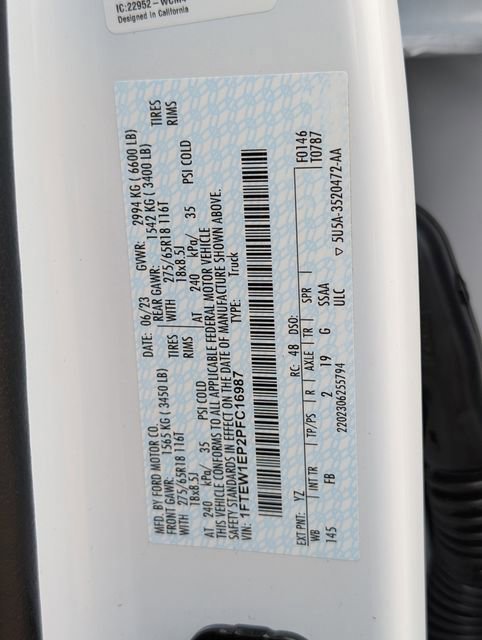 IC:22952-
Designed in California
MFD. BY FORD MOTOR CO.
DATE: 06/23 GVWR: 2994 KG ( 6600 LB)
FRONT GAWR: 1565 KG ( 3450 LB) REAR GAWR: 1542 KG ( 3400 LB)
WITH 275/65R18 116T TIRES WITH 275/65R18 116T TIRES
18x8.5J RIMS 18x8.5J RIMS
AT 240 kPa/ 35 PSI COLD AT 240 kPa/ 35 PSI COLD
THIS VEHICLE CONFORMS TO ALL APPLICABLE FEDERAL MOTOR VEHICLE
SAFETY STANDARDS IN EFFECT ON THE DATE OF MANUFACTURE SHOWN ABOVE.
VIN: 1FTEW1EP2PFC16987 TYPE: Truck
F0146
T0787
EXT PNT: YZ RC: 48 DSO:
WB INT TR TP/PS R AXLE TR SPR
145 FB 2 19 G SSAA
ULC
2202306255794 ▽ 5U5A-3520472-AA